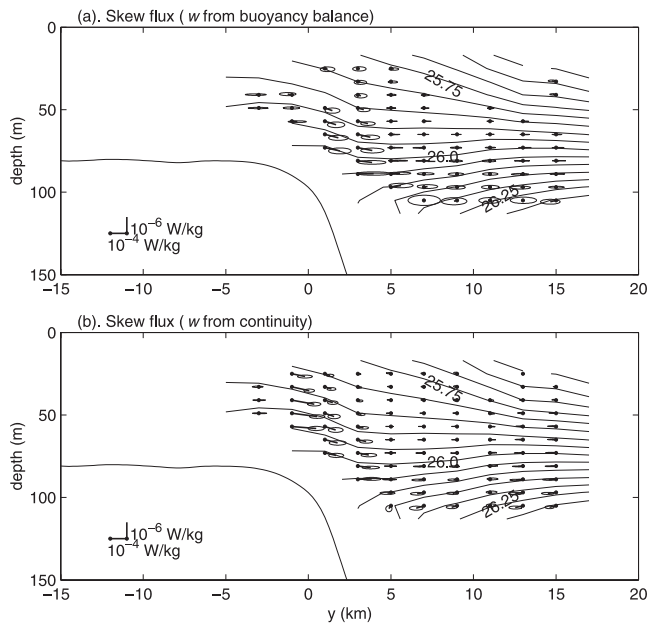 (a). Skew flux ( w from buoyancy balance)
0
50
100
150
depth (m)
25.75
26.0
26.25
10⁻⁶ W/kg
10⁻⁴ W/kg
−15 −10 −5 0 5 10 15 20
(b). Skew flux ( w from continuity)
0
50
100
150
depth (m)
25.75
26.0
26.25
10⁻⁶ W/kg
10⁻⁴ W/kg
−15 −10 −5 0 5 10 15 20
y (km)